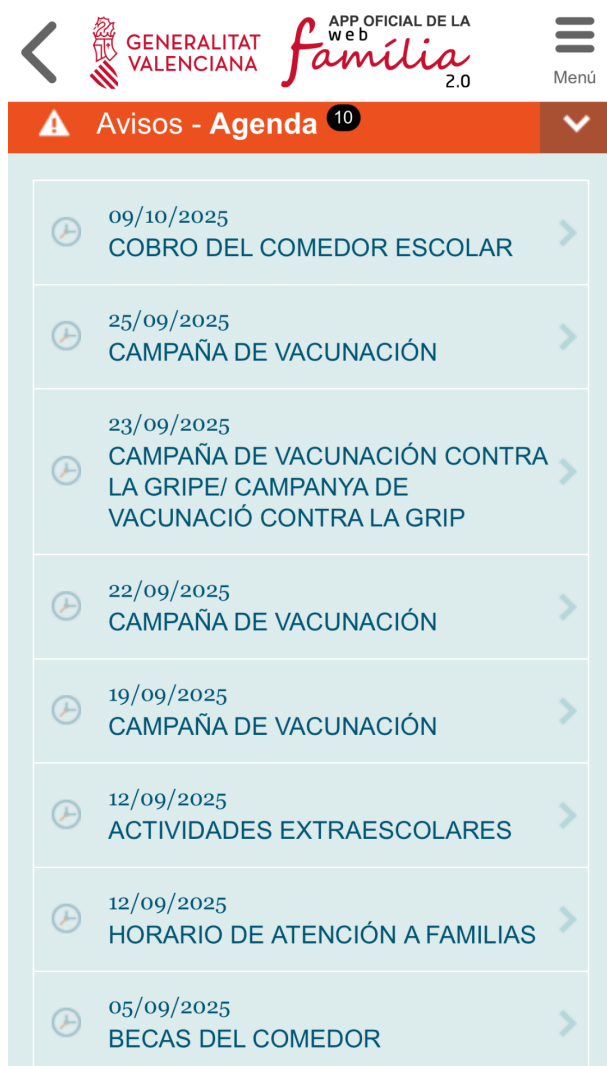 GENERALITAT
VALENCIANA
APP OFICIAL DE LA
web
família
2.0
Menú
Avisos - Agenda 10
09/10/2025
COBRO DEL COMEDOR ESCOLAR
25/09/2025
CAMPAÑA DE VACUNACIÓN
23/09/2025
CAMPAÑA DE VACUNACIÓN CONTRA
LA GRIPE/ CAMPANYA DE
VACUNACIÓ CONTRA LA GRIP
22/09/2025
CAMPAÑA DE VACUNACIÓN
19/09/2025
CAMPAÑA DE VACUNACIÓN
12/09/2025
ACTIVIDADES EXTRAESCOLARES
12/09/2025
HORARIO DE ATENCIÓN A FAMILIAS
05/09/2025
BECAS DEL COMEDOR